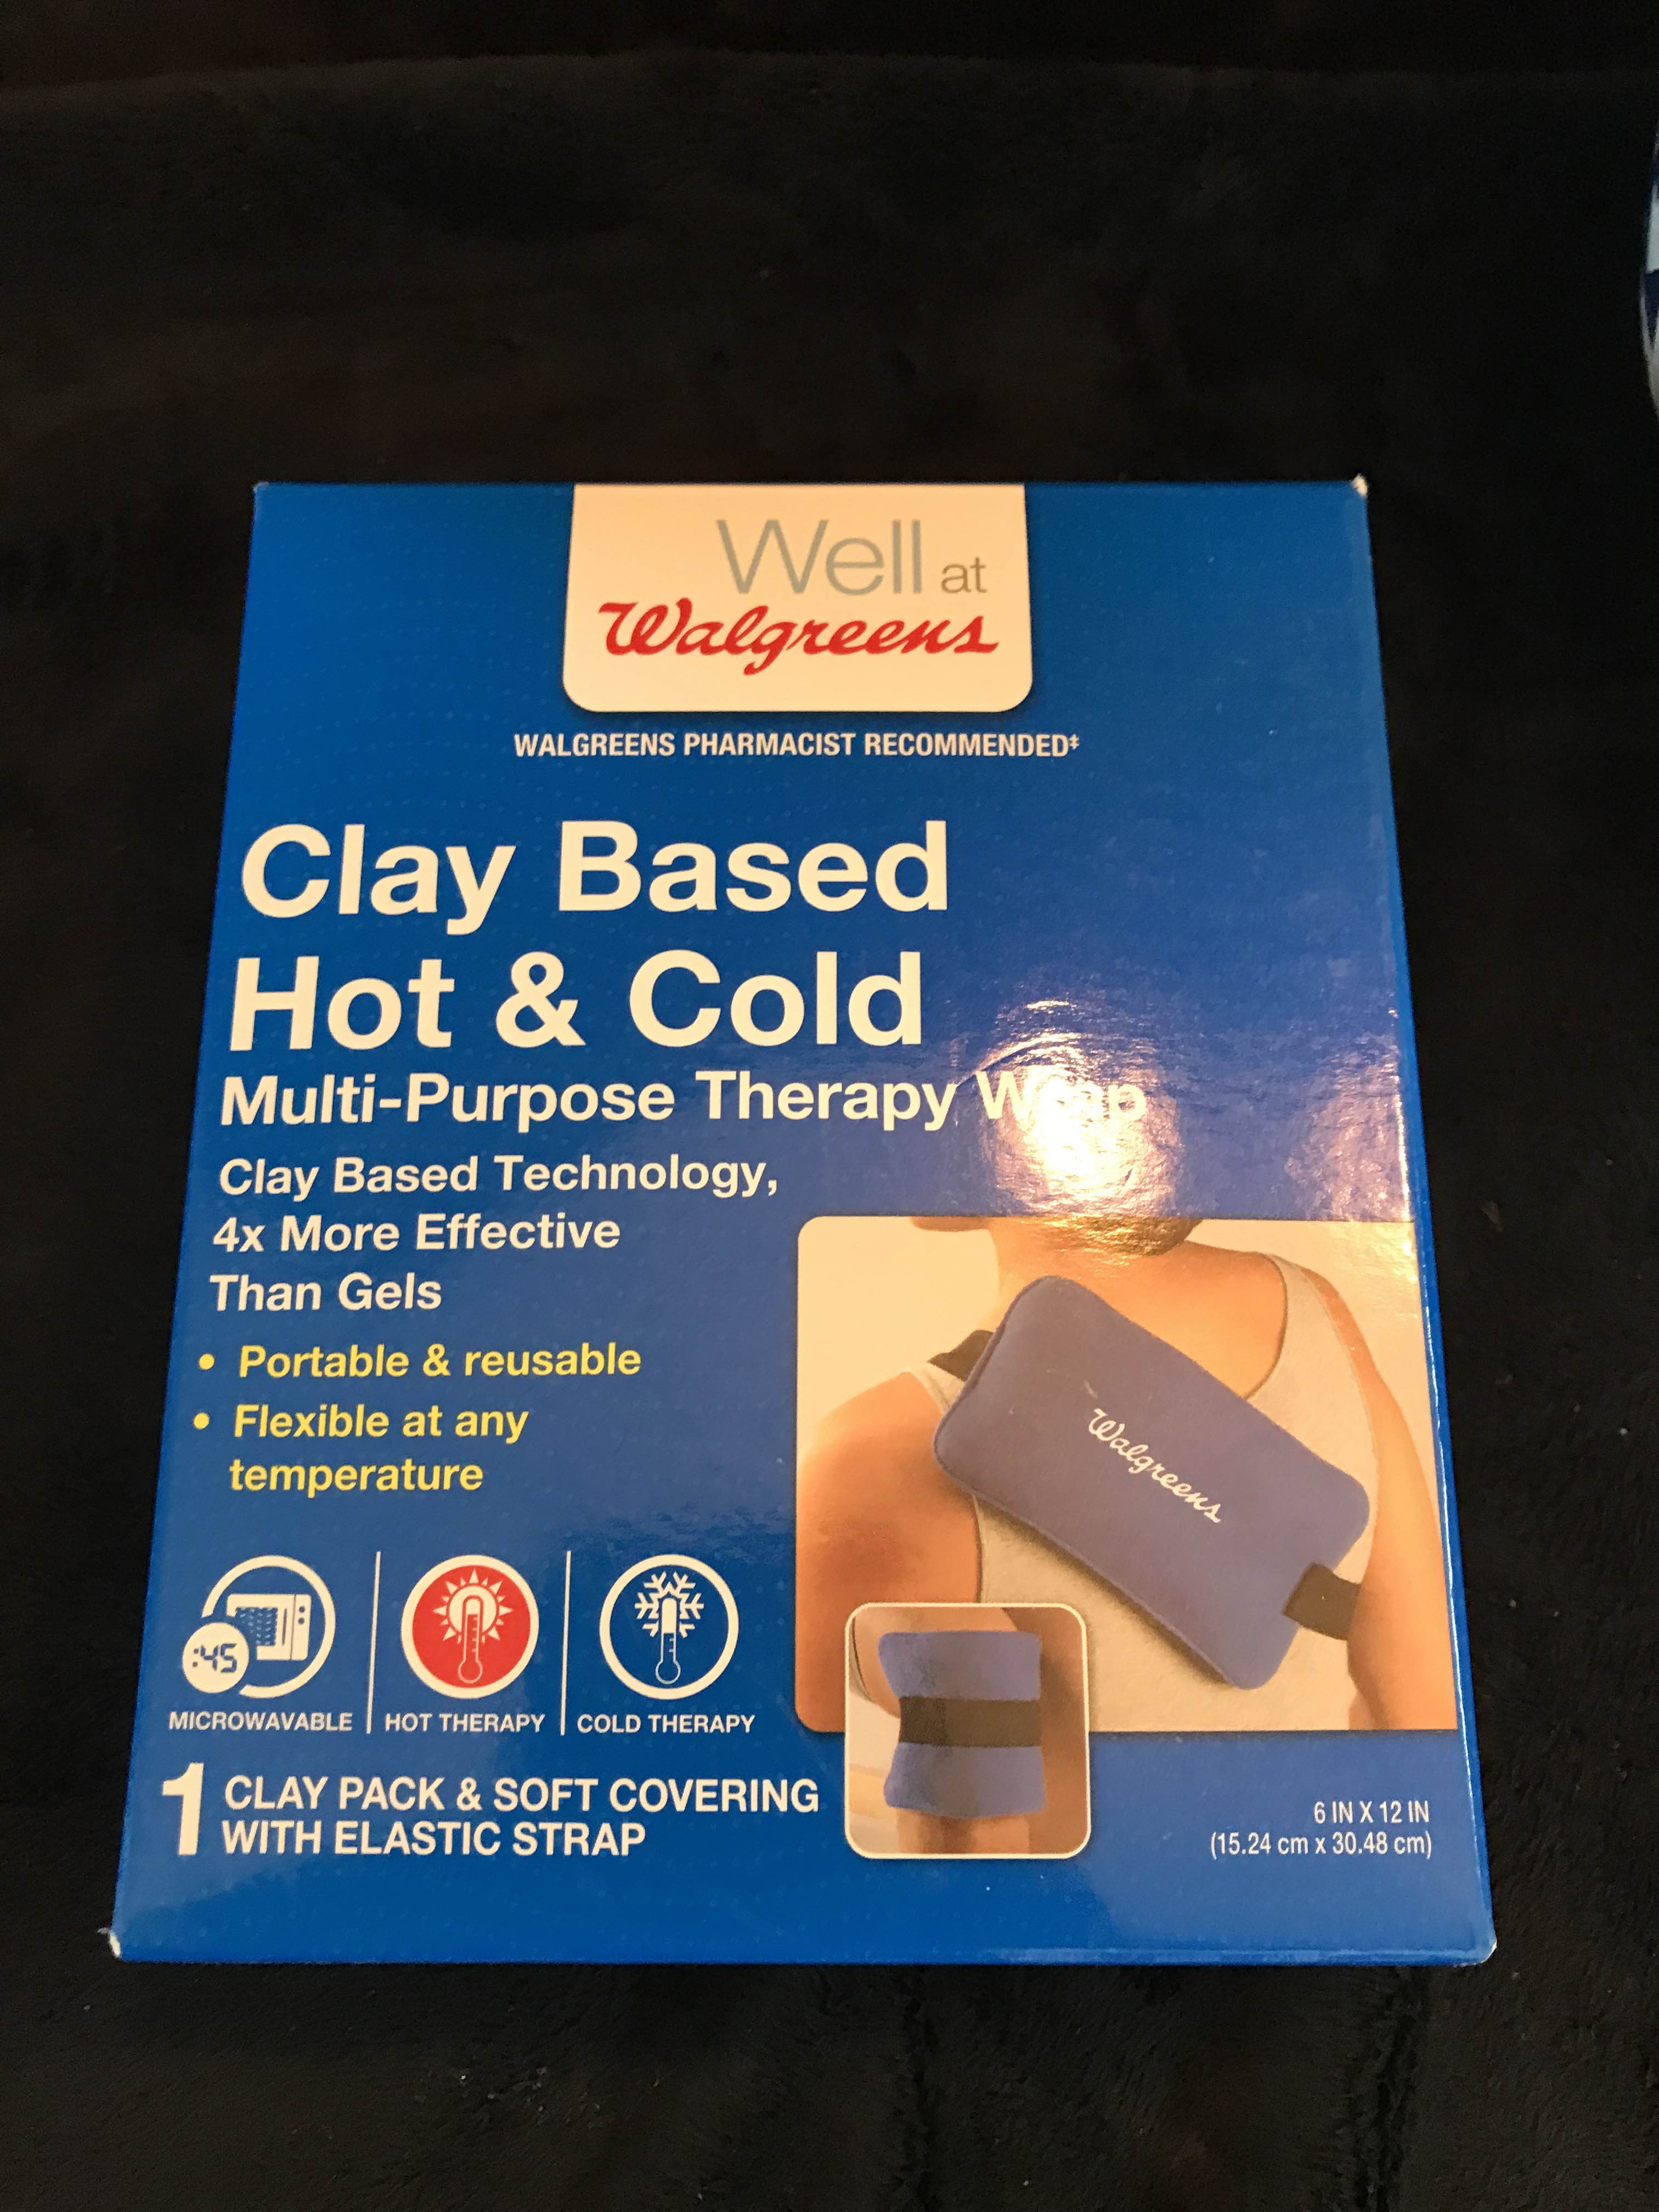 Well at
Walgreens
WALGREENS PHARMACIST RECOMMENDED‡
Clay Based
Hot & Cold
Multi-Purpose Therapy Wrap
Clay Based Technology,
4x More Effective
Than Gels
• Portable & reusable
• Flexible at any
temperature
Walgreens
:45
MICROWAVABLE
HOT THERAPY
COLD THERAPY
1 CLAY PACK & SOFT COVERING
WITH ELASTIC STRAP
6 IN X 12 IN
(15.24 cm x 30.48 cm)